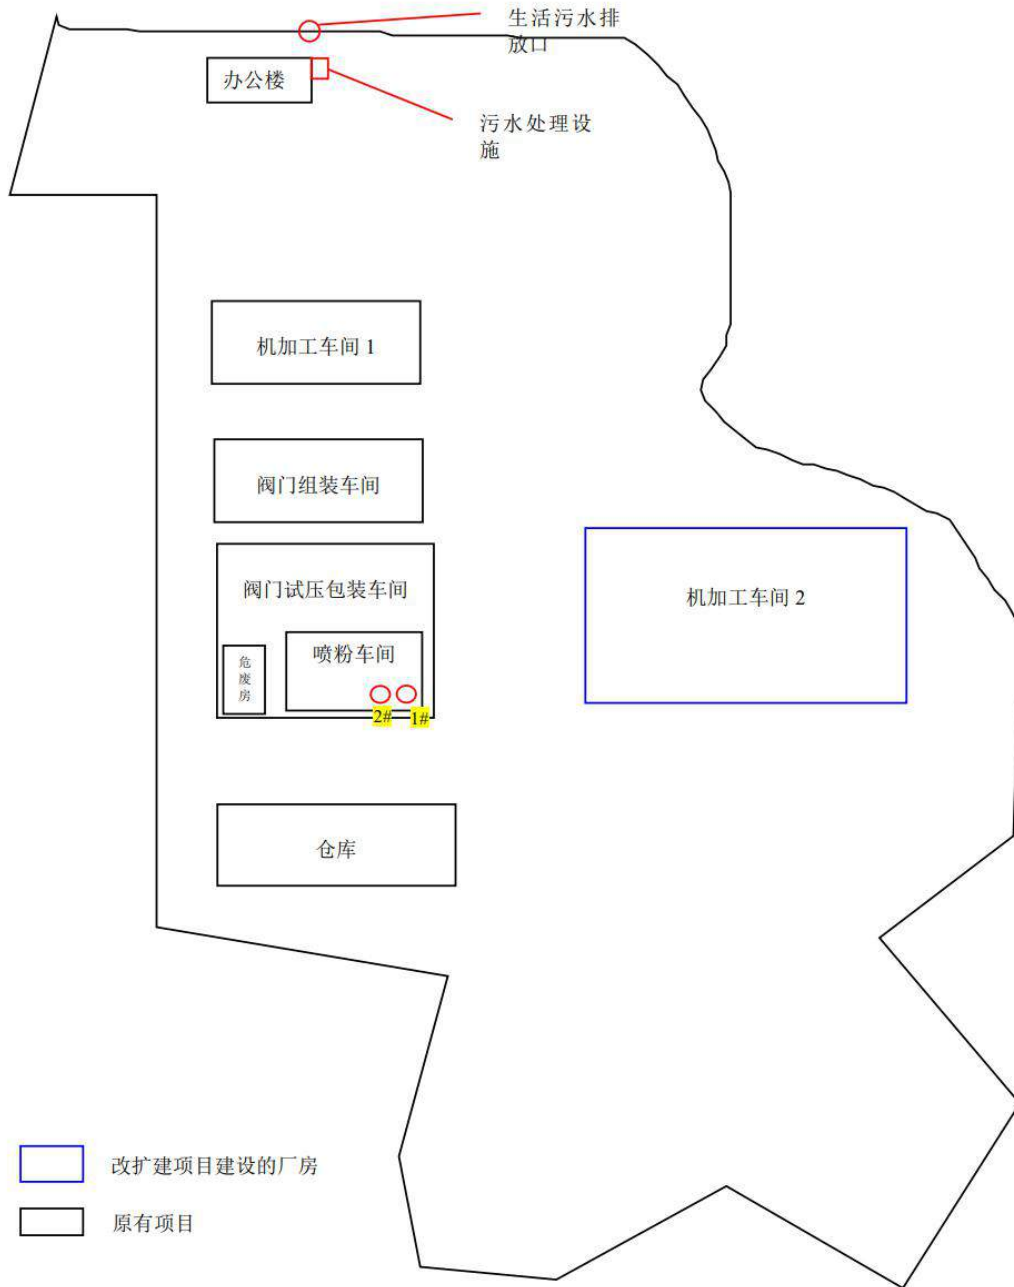 生活污水排
放口
办公楼
污水处理设
施
机加工车间 1
阀门组装车间
阀门试压包装车间
机加工车间 2
喷粉车间
危
废
房
2#
1#
仓库
改扩建项目建设的厂房
原有项目